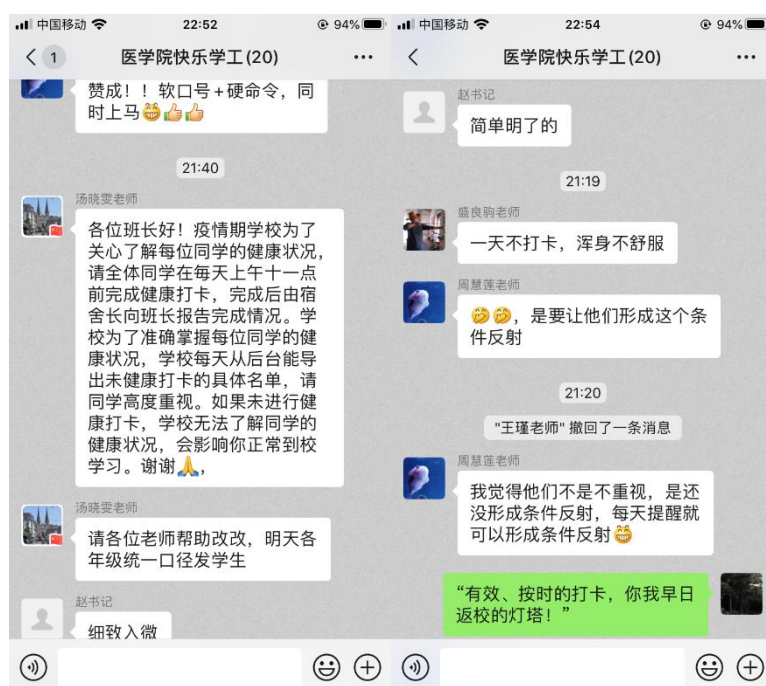 中国移动
22:52
94%
1
医学院快乐学工(20)
赞成！！软口号+硬命令，同
时上马
21:40
汤晓雯老师
各位班长好！疫情期学校为了
关心了解每位同学的健康状况，
请全体同学在每天上午十一点
前完成健康打卡，完成后由宿
舍长向班长报告完成情况。学
校为了准确掌握每位同学的健
康状况，学校每天从后台能导
出未健康打卡的具体名单，请
同学高度重视。如果未进行健
康打卡，学校无法了解同学的
健康状况，会影响你正常到校
学习。谢谢，
汤晓雯老师
请各位老师帮助改改，明天各
年级统一口径发学生
赵书记
细致入微
中国移动
22:54
94%
医学院快乐学工(20)
赵书记
简单明了的
21:19
盛良驹老师
一天不打卡，浑身不舒服
周慧莲老师
，是要让他们形成这个条
件反射
21:20
"王瑾老师" 撤回了一条消息
周慧莲老师
我觉得他们不是不重视，是还
没形成条件反射，每天提醒就
可以形成条件反射
“有效、按时的打卡，你我早日
返校的灯塔！”